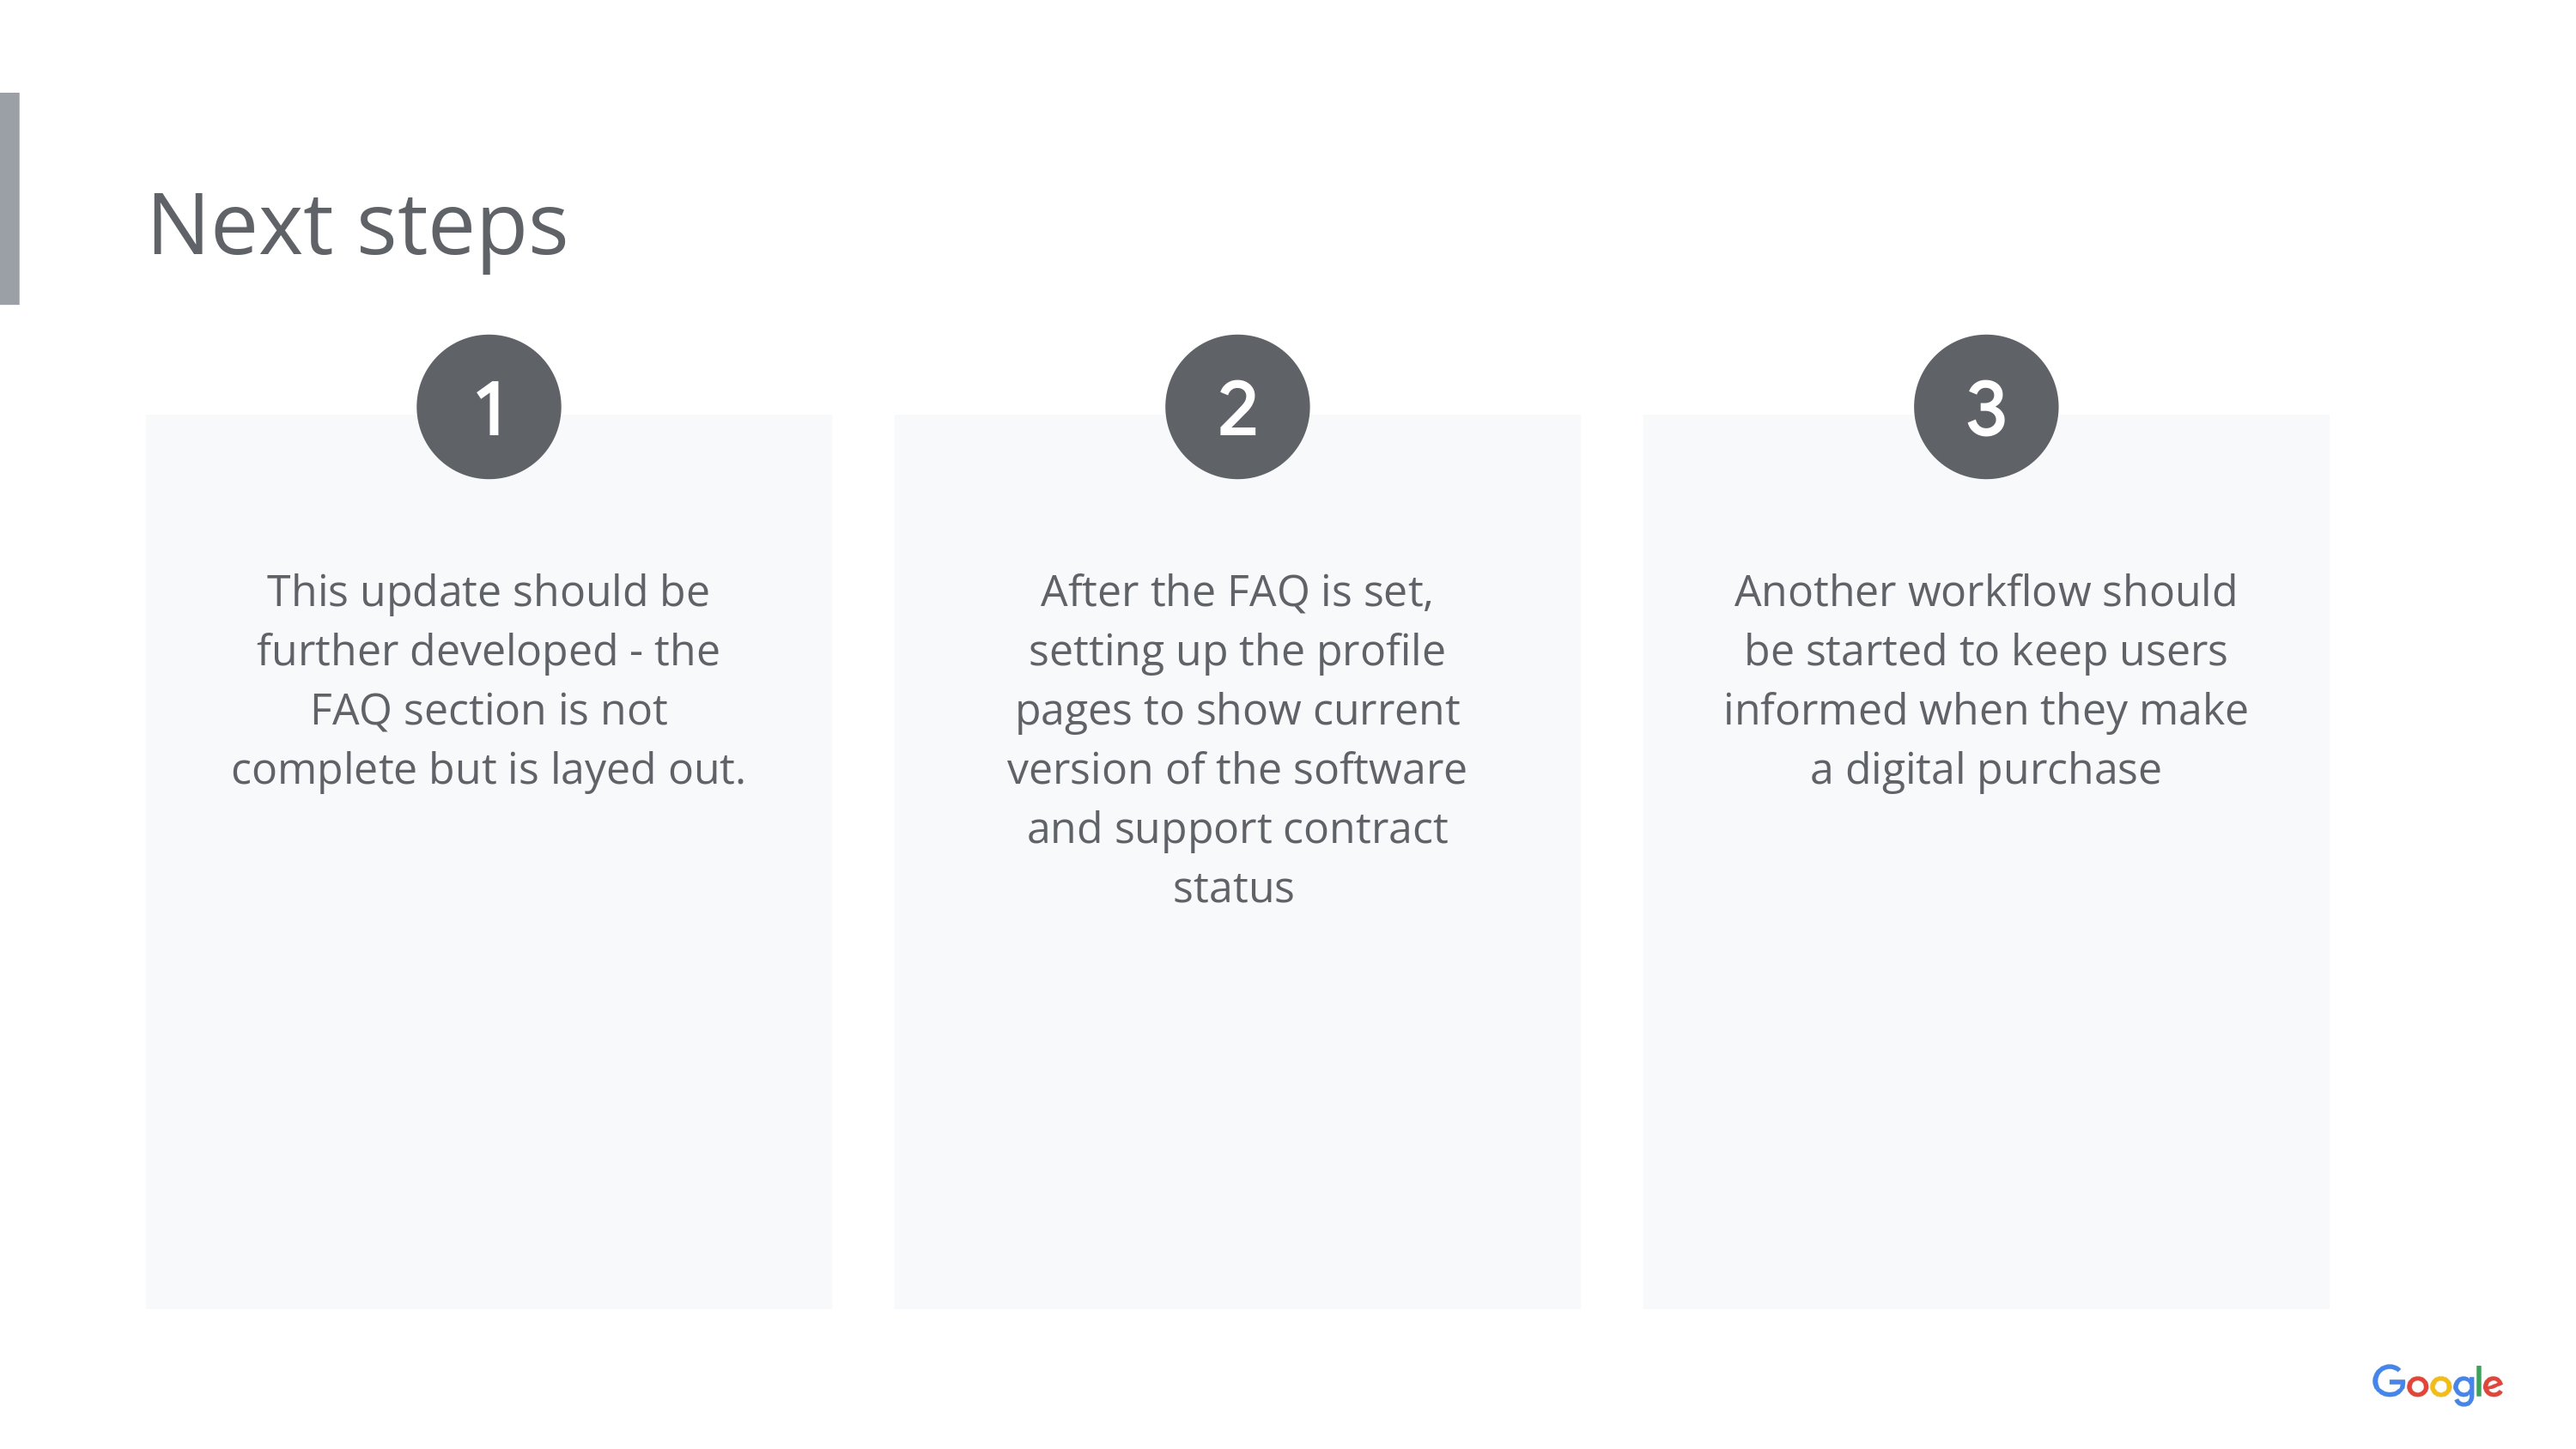 Next steps
1
This update should be
further developed - the
FAQ section is not
complete but is layed out.
2
After the FAQ is set,
setting up the profile
pages to show current
version of the software
and support contract
status
3
Another workflow should
be started to keep users
informed when they make
a digital purchase
Google